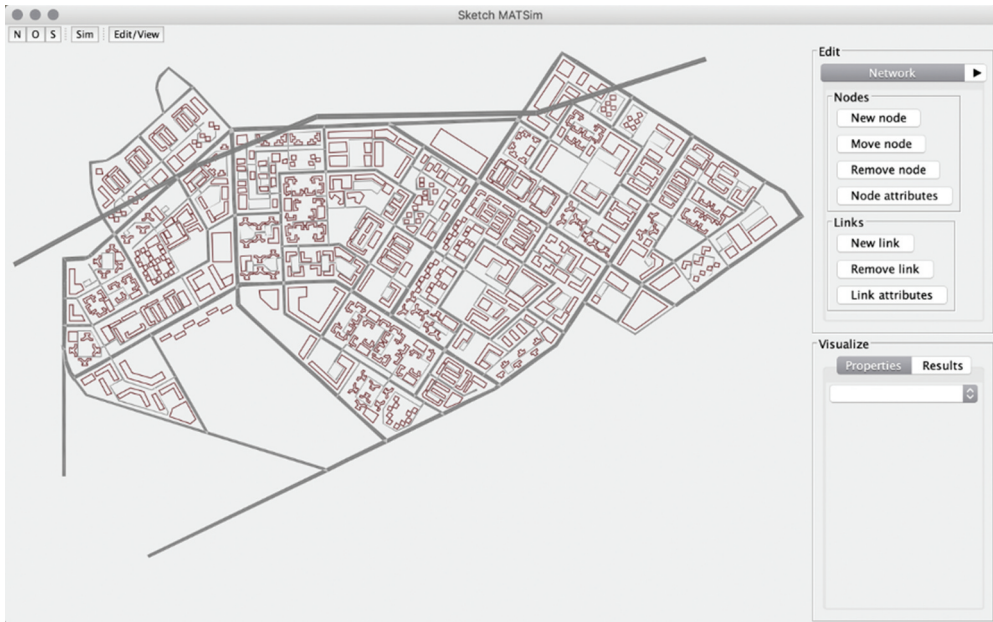 Sketch MATSim
N O S Sim Edit/View
Edit
Network
Nodes
New node
Move node
Remove node
Node attributes
Links
New link
Remove link
Link attributes
Visualize
Properties Results